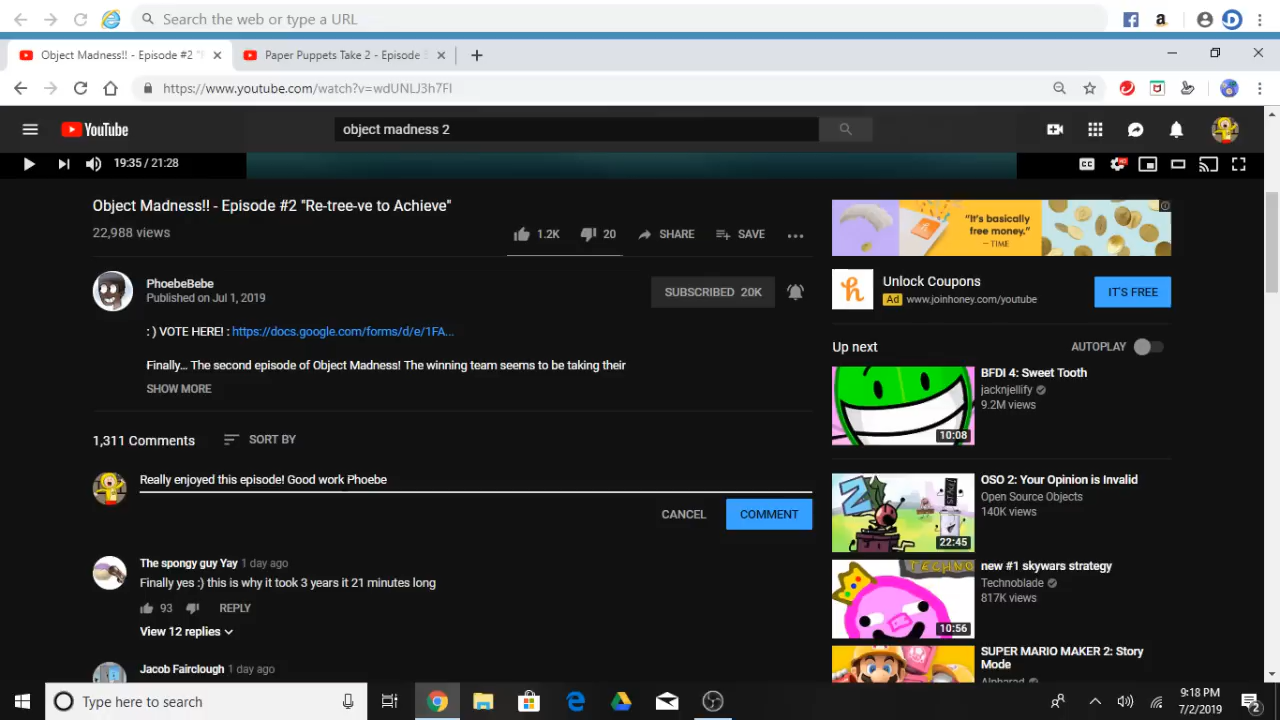 Search the web or type a URL
Object Madness!! - Episode #2 "R
Paper Puppets Take 2 - Episode
https://www.youtube.com/watch?v=wdUNLJ3h7FI
YouTube
object madness 2
19:35 / 21:28
CC
HD
Object Madness!! - Episode #2 "Re-tree-ve to Achieve"
22,988 views
1.2K
20
SHARE
SAVE
PhoebeBebe
Published on Jul 1, 2019
SUBSCRIBED 20K
: ) VOTE HERE! : https://docs.google.com/forms/d/e/1FA...
Finally... The second episode of Object Madness! The winning team seems to be taking their
SHOW MORE
1,311 Comments
SORT BY
Really enjoyed this episode! Good work Phoebe
CANCEL
COMMENT
The spongy guy Yay 1 day ago
Finally yes :) this is why it took 3 years it 21 minutes long
93
REPLY
View 12 replies
Jacob Fairclough 1 day ago
"It's basically
free money."
— TIME
Unlock Coupons
Ad www.joinhoney.com/youtube
IT'S FREE
Up next
AUTOPLAY
BFDI 4: Sweet Tooth
jacknjellify
9.2M views
10:08
OSO 2: Your Opinion is Invalid
Open Source Objects
140K views
22:45
new #1 skywars strategy
Technoblade
817K views
10:56
SUPER MARIO MAKER 2: Story
Mode
Alpharad
Type here to search
9:18 PM
7/2/2019
2